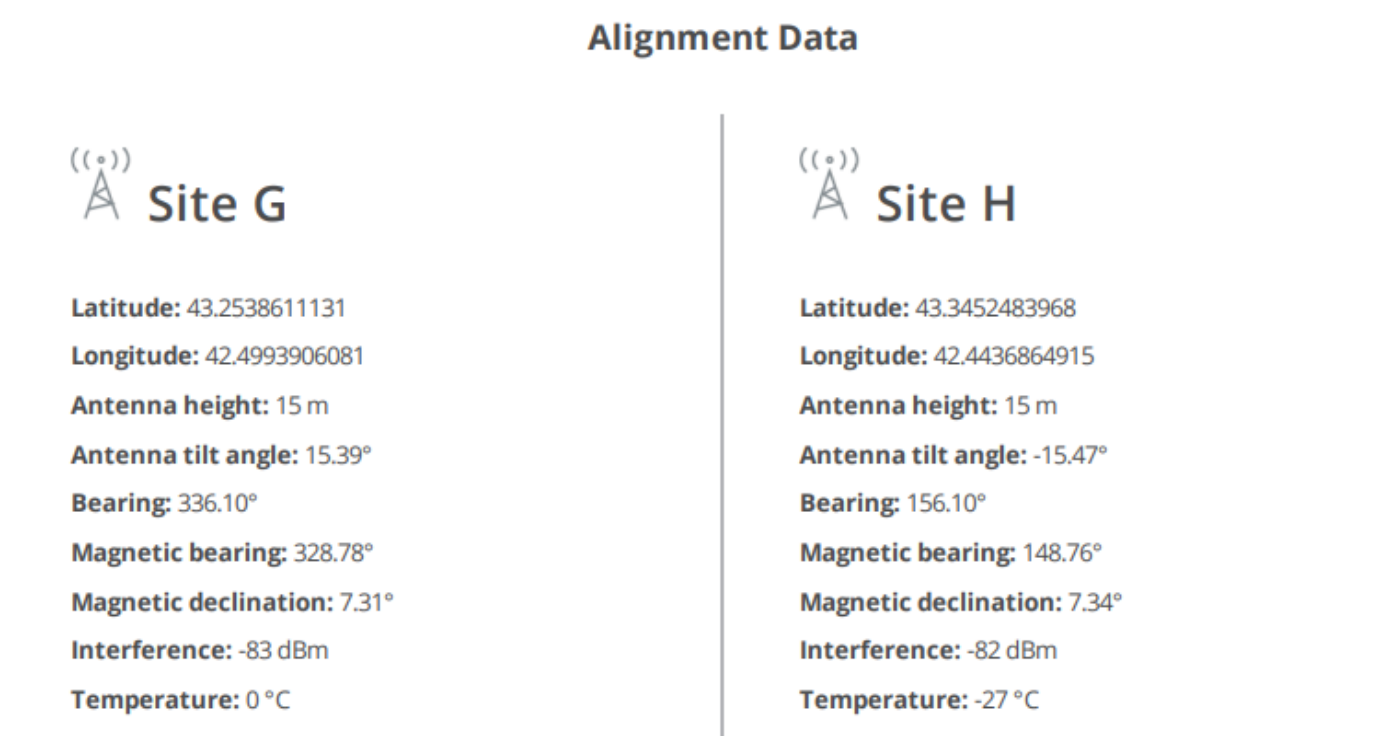 Alignment Data
Site G
Latitude: 43.2538611131
Longitude: 42.4993906081
Antenna height: 15 m
Antenna tilt angle: 15.39°
Bearing: 336.10°
Magnetic bearing: 328.78°
Magnetic declination: 7.31°
Interference: -83 dBm
Temperature: 0 °C
Site H
Latitude: 43.3452483968
Longitude: 42.4436864915
Antenna height: 15 m
Antenna tilt angle: -15.47°
Bearing: 156.10°
Magnetic bearing: 148.76°
Magnetic declination: 7.34°
Interference: -82 dBm
Temperature: -27 °C